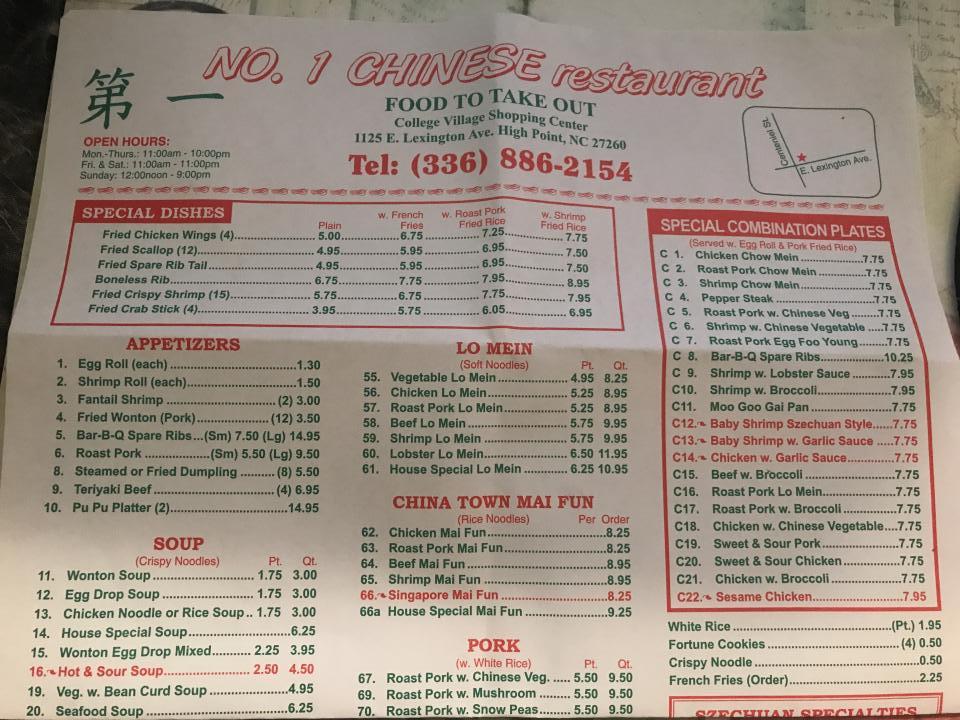 NO. 1 CHINESE restaurant
第一
FOOD TO TAKE OUT
College Village Shopping Center
1125 E. Lexington Ave. High Point, NC 27260
Tel: (336) 886-2154
OPEN HOURS:
Mon.-Thurs.: 11:00am - 10:00pm
Fri. & Sat.: 11:00am - 11:00pm
Sunday: 12:00noon - 9:00pm
Centennial St.
E. Lexington Ave.
SPECIAL DISHES
Plain w. French Fries w. Roast Pork Fried Rice w. Shrimp Fried Rice
Fried Chicken Wings (4) 5.00 6.75 7.25 7.75
Fried Scallop (12) 4.95 5.95 6.95 7.50
Fried Spare Rib Tail 4.95 5.95 6.95 7.50
Boneless Rib 6.75 7.75 7.95 8.95
Fried Crispy Shrimp (15) 5.75 6.75 7.75 7.95
Fried Crab Stick (4) 3.95 5.75 6.05 6.95
APPETIZERS
1. Egg Roll (each) 1.30
2. Shrimp Roll (each) 1.50
3. Fantail Shrimp (2) 3.00
4. Fried Wonton (Pork) (12) 3.50
5. Bar-B-Q Spare Ribs (Sm) 7.50 (Lg) 14.95
6. Roast Pork (Sm) 5.50 (Lg) 9.50
8. Steamed or Fried Dumpling (8) 5.50
9. Teriyaki Beef (4) 6.95
10. Pu Pu Platter (2) 14.95
SOUP
(Crispy Noodles) Pt. Qt.
11. Wonton Soup 1.75 3.00
12. Egg Drop Soup 1.75 3.00
13. Chicken Noodle or Rice Soup 1.75 3.00
14. House Special Soup 6.25
15. Wonton Egg Drop Mixed 2.25 3.95
16. Hot & Sour Soup 2.50 4.50
19. Veg. w. Bean Curd Soup 4.95
20. Seafood Soup 6.25
LO MEIN
(Soft Noodles) Pt. Qt.
55. Vegetable Lo Mein 4.95 8.25
56. Chicken Lo Mein 5.25 8.95
57. Roast Pork Lo Mein 5.25 8.95
58. Beef Lo Mein 5.75 9.95
59. Shrimp Lo Mein 5.75 9.95
60. Lobster Lo Mein 6.50 11.95
61. House Special Lo Mein 6.25 10.95
CHINA TOWN MAI FUN
(Rice Noodles) Per Order
62. Chicken Mai Fun 8.25
63. Roast Pork Mai Fun 8.25
64. Beef Mai Fun 8.95
65. Shrimp Mai Fun 8.95
66. Singapore Mai Fun 8.25
66a House Special Mai Fun 9.25
PORK
(w. White Rice) Pt. Qt.
67. Roast Pork w. Chinese Veg. 5.50 9.50
69. Roast Pork w. Mushroom 5.50 9.50
70. Roast Pork w. Snow Peas 5.50 9.50
SPECIAL COMBINATION PLATES
(Served w. Egg Roll & Pork Fried Rice)
C 1. Chicken Chow Mein 7.75
C 2. Roast Pork Chow Mein 7.75
C 3. Shrimp Chow Mein 7.75
C 4. Pepper Steak 7.75
C 5. Roast Pork w. Chinese Veg 7.75
C 6. Shrimp w. Chinese Vegetable 7.75
C 7. Roast Pork Egg Foo Young 7.75
C 8. Bar-B-Q Spare Ribs 10.25
C 9. Shrimp w. Lobster Sauce 7.95
C10. Shrimp w. Broccoli 7.95
C11. Moo Goo Gai Pan 7.75
C12. Baby Shrimp Szechuan Style 7.75
C13. Baby Shrimp w. Garlic Sauce 7.75
C14. Chicken w. Garlic Sauce 7.75
C15. Beef w. Broccoli 7.75
C16. Roast Pork Lo Mein 7.75
C17. Roast Pork w. Broccoli 7.75
C18. Chicken w. Chinese Vegetable 7.75
C19. Sweet & Sour Pork 7.75
C20. Sweet & Sour Chicken 7.75
C21. Chicken w. Broccoli 7.75
C22. Sesame Chicken 7.95
White Rice (Pt.) 1.95
Fortune Cookies (4) 0.50
Crispy Noodle 0.50
French Fries (Order) 2.25
SZECHUAN SPECIALTIES